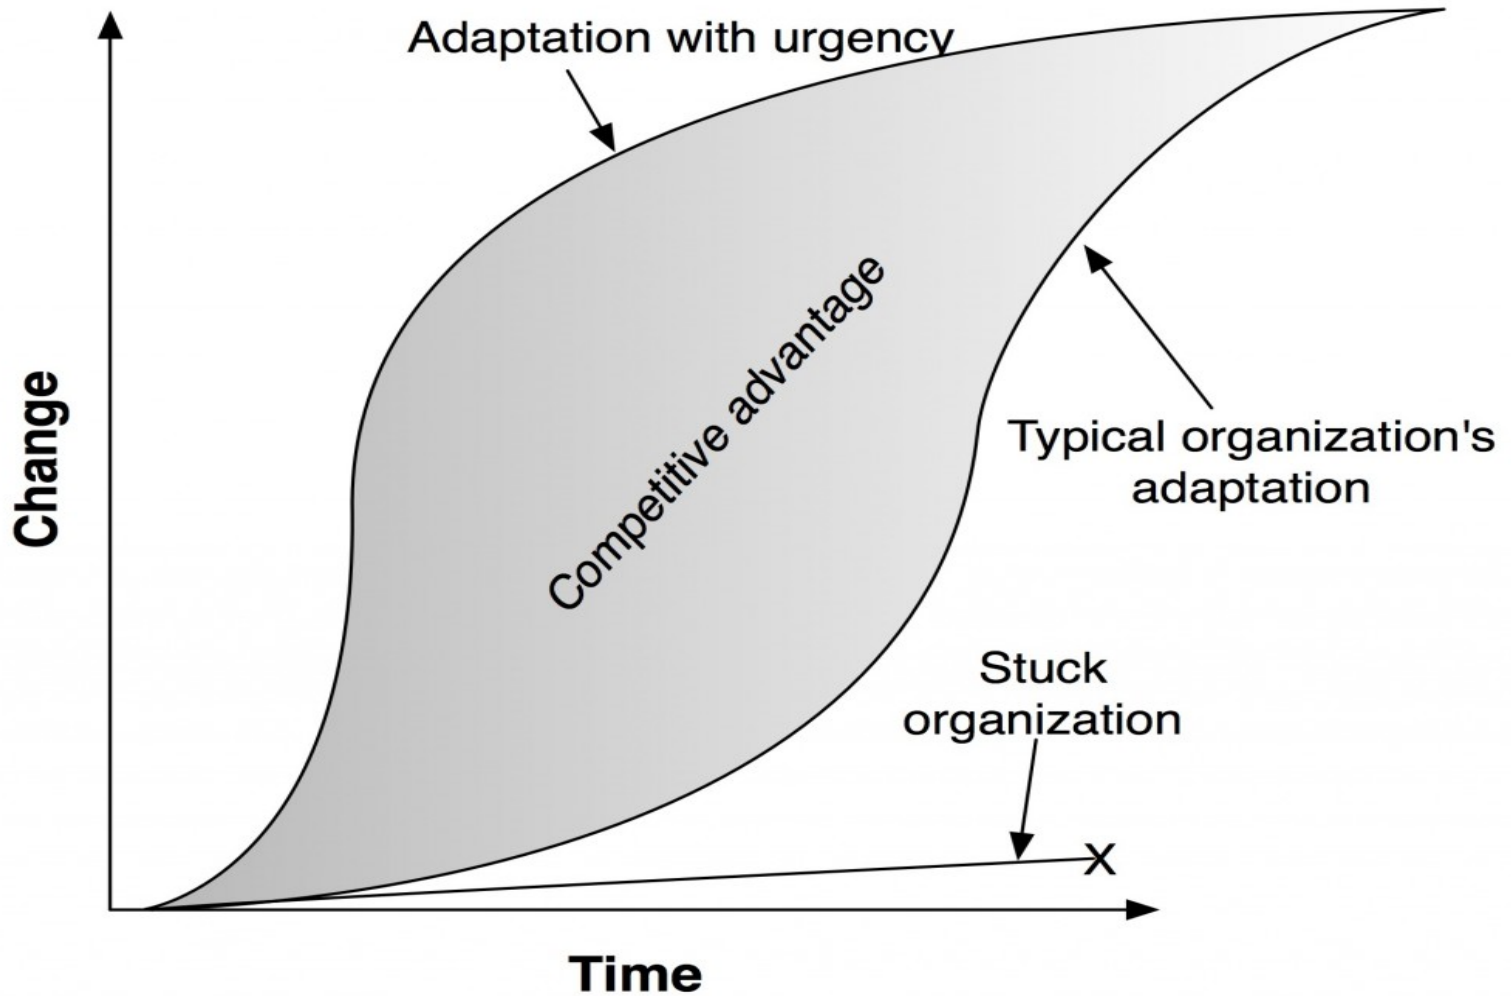 Adaptation with urgency
Competitive advantage
Change
Typical organization's
adaptation
Stuck
organization
X
Time